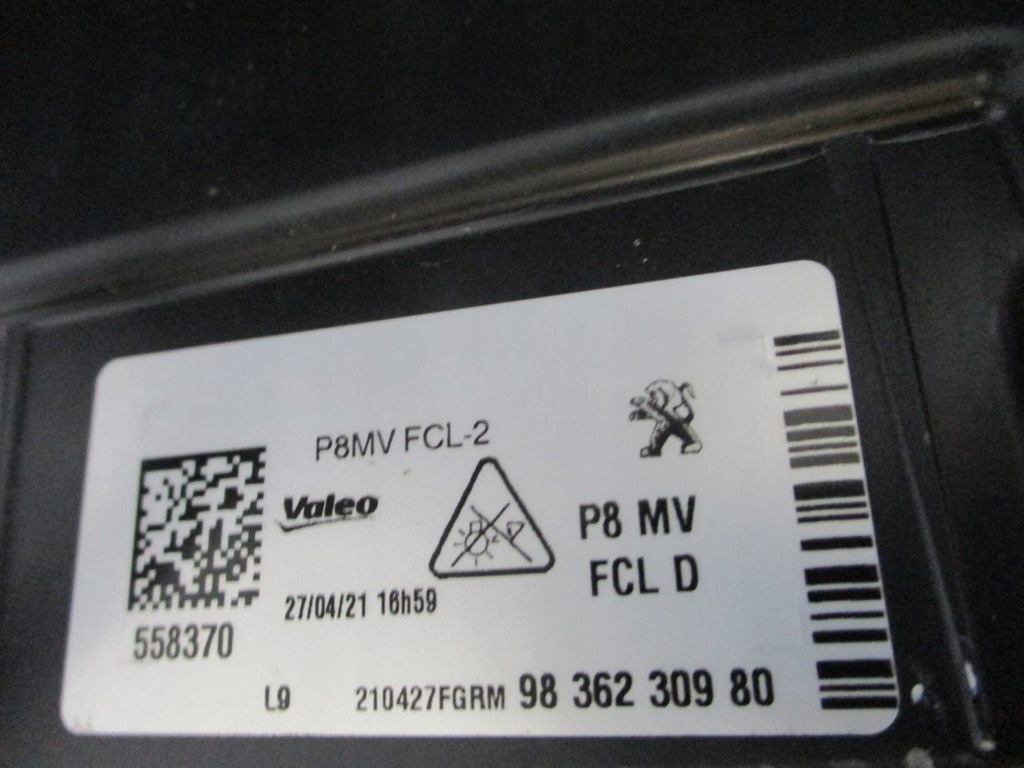 P8MV FCL-2
Valeo
P8 MV
FCL D
27/04/21 16h59
558370
L9 210427FGRM 98 362 309 80